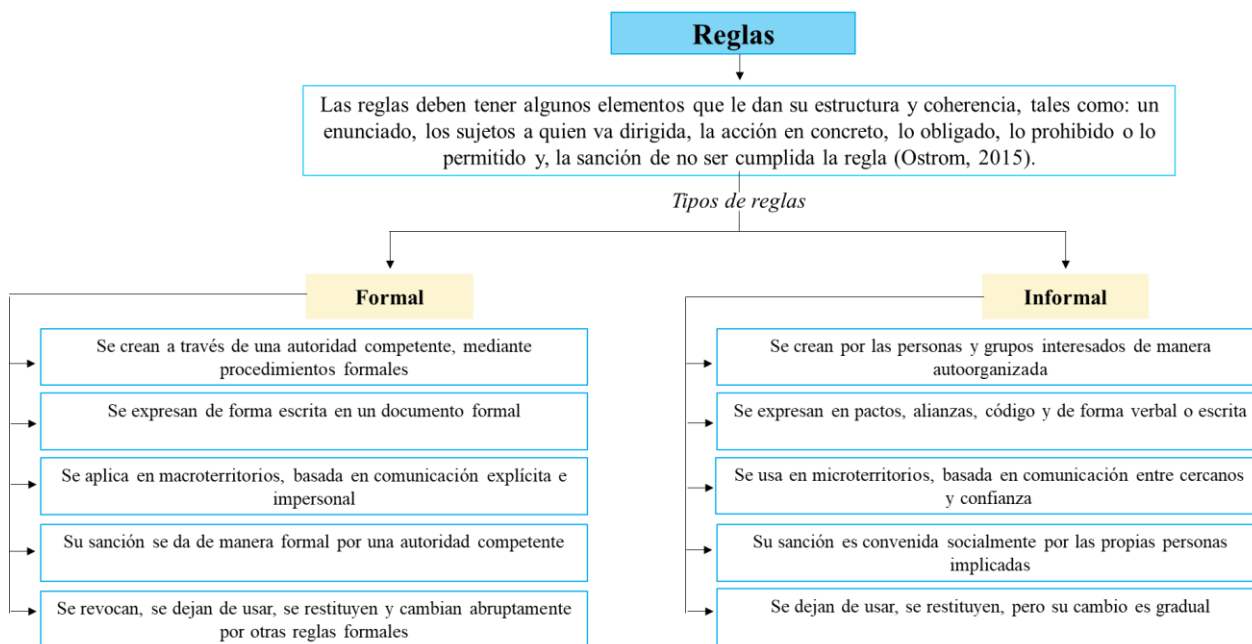 Reglas
Las reglas deben tener algunos elementos que le dan su estructura y coherencia, tales como: un
enunciado, los sujetos a quien va dirigida, la acción en concreto, lo obligado, lo prohibido o lo
permitido y, la sanción de no ser cumplida la regla (Ostrom, 2015).
Tipos de reglas
Formal
Se crean a través de una autoridad competente, mediante
procedimientos formales
Se expresan de forma escrita en un documento formal
Se aplica en macroterritorios, basada en comunicación explícita e
impersonal
Su sanción se da de manera formal por una autoridad competente
Se revocan, se dejan de usar, se restituyen y cambian abruptamente
por otras reglas formales
Informal
Se crean por las personas y grupos interesados de manera
autoorganizada
Se expresan en pactos, alianzas, código y de forma verbal o escrita
Se usa en microterritorios, basada en comunicación entre cercanos
y confianza
Su sanción es convenida socialmente por las propias personas
implicadas
Se dejan de usar, se restituyen, pero su cambio es gradual